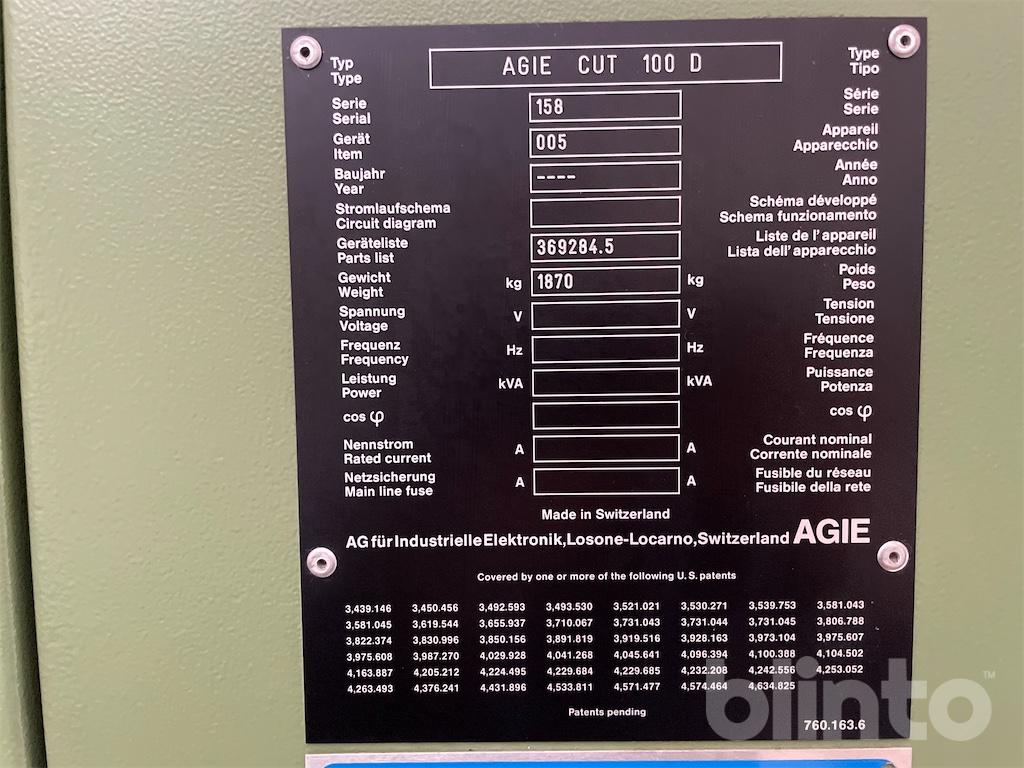 Typ
Type
AGIE CUT 100 D
Type
Tipo
Serie
Serial
158
Série
Serie
Gerät
Item
005
Appareil
Apparecchio
Baujahr
Year
----
Année
Anno
Stromlaufschema
Circuit diagram
Schéma développé
Schema funzionamento
Geräteliste
Parts list
369284.5
Liste de l'appareil
Lista dell'apparecchio
Gewicht
Weight
kg 1870 kg
Poids
Peso
Spannung
Voltage
V V
Tension
Tensione
Frequenz
Frequency
Hz Hz
Fréquence
Frequenza
Leistung
Power
kVA kVA
Puissance
Potenza
cos φ cos φ
Nennstrom
Rated current
A A
Courant nominal
Corrente nominale
Netzsicherung
Main line fuse
A A
Fusible du réseau
Fusibile della rete
Made in Switzerland
AG für Industrielle Elektronik, Losone-Locarno, Switzerland AGIE
Covered by one or more of the following U.S. patents
3,439.146 3,450.456 3,492.593 3,493.530 3,521.021 3,530.271 3,539.753 3,581.043
3,581.045 3,619.544 3,655.937 3,710.067 3,731.043 3,731.044 3,731.045 3,806.788
3,822.374 3,830.996 3,850.156 3,891.819 3,919.516 3,928.163 3,973.104 3,975.607
3,975.608 3,987.270 4,029.928 4,041.268 4,045.641 4,096.394 4,100.388 4,104.502
4,163.887 4,205.212 4,224.495 4,229.684 4,229.685 4,232.208 4,242.556 4,253.052
4,263.493 4,376.241 4,431.896 4,533.811 4,571.477 4,574.464 4,634.825
Patents pending
760.163.6
blinto™